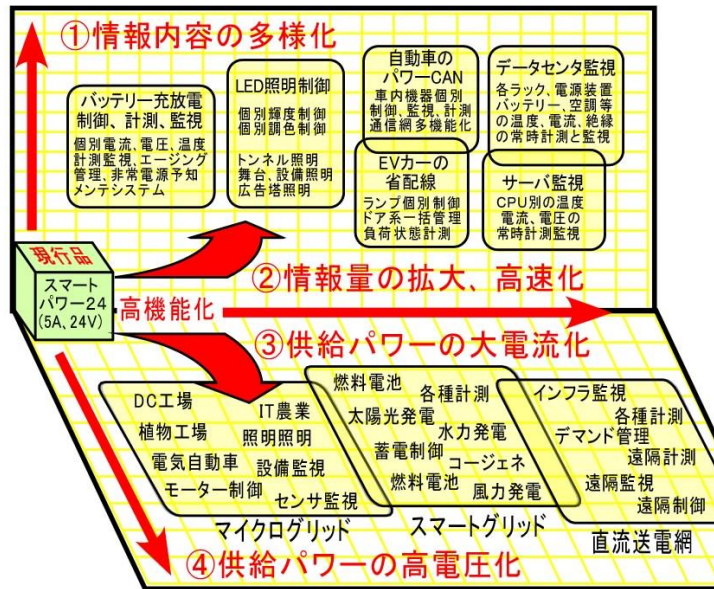 ①情報内容の多様化
バッテリー充放電
制御、計測、監視
個別電流、電圧、温度
計測監視、エージング
管理、非常電源予知
メンテシステム
LED照明制御
個別輝度制御
個別調色制御
トンネル照明
舞台、設備照明
広告塔照明
自動車の
パワーCAN
車内機器個別
制御、監視、計測
通信網多機能化
EVカーの
省配線
ランプ個別制御
ドア系一括管理
負荷状態計測
データセンタ監視
各ラック、電源装置
バッテリー、空調等
の温度、電流、絶縁
の常時計測と監視
サーバ監視
CPU別の温度
電流、電圧の
常時計測監視
現行品
スマート
パワー24
(5A、24V)
高機能化
②情報量の拡大、高速化
③供給パワーの大電流化
DC工場
IT農業
植物工場
照明照明
電気自動車
設備監視
モーター制御
センサ監視
マイクログリッド
燃料電池
各種計測
太陽光発電
水力発電
蓄電制御
コージェネ
燃料電池
風力発電
スマートグリッド
インフラ監視
各種計測
デマンド管理
遠隔計測
遠隔監視
遠隔制御
直流送電網
④供給パワーの高電圧化